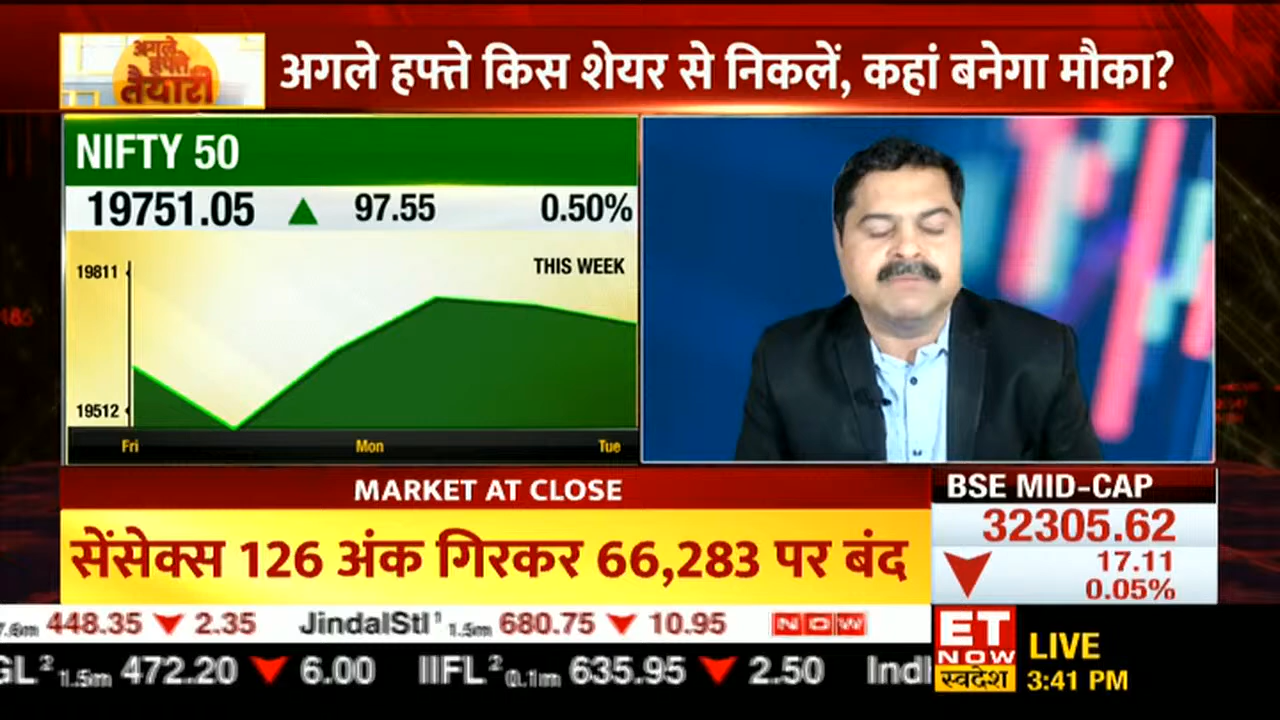 अगले
हफ्ते
तैयारी
अगले हफ्ते किस शेयर से निकलें, कहां बनेगा मौका?
NIFTY 50
19751.05 ▲ 97.55 0.50%
THIS WEEK
19811
19512
Fri Mon Tue
MARKET AT CLOSE
सेंसेक्स 126 अंक गिरकर 66,283 पर बंद
BSE MID-CAP
32305.62
▼ 17.11
0.05%
448.35 ▼ 2.35 JindalStl¹ 1.5m 680.75 ▼ 10.95 NOW
GL² 1.5m 472.20 ▼ 6.00 IIFL² 0.1m 635.95 ▼ 2.50
ET
NOW
स्वदेश
LIVE
3:41 PM